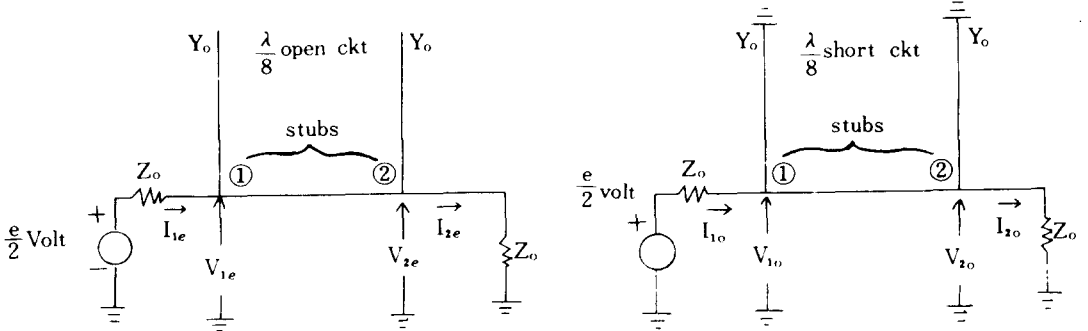 Yo λ/8 open ckt Yo
stubs
① ②
Zo
+ I1e I2e
e/2 Volt
−
V1e V2e Zo
Yo λ/8 short ckt Yo
stubs
① ②
Zo
e/2 volt
+ I1o I2o Zo
V1o V2o